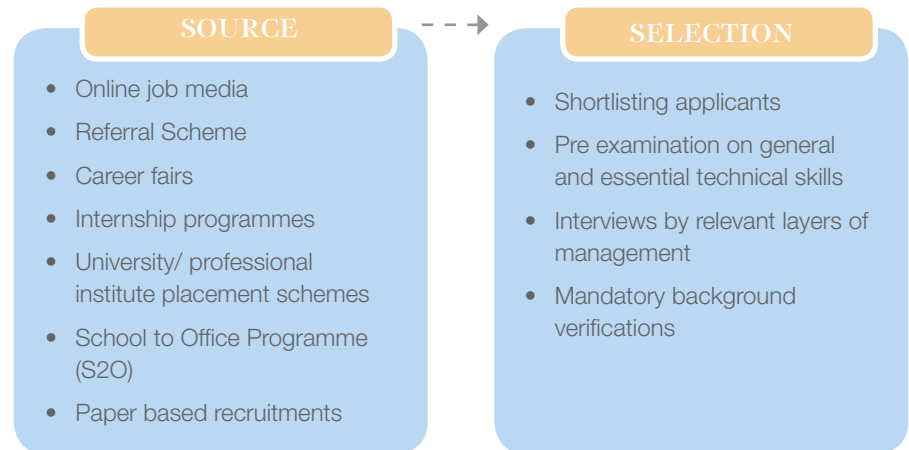 SOURCE
• Online job media
• Referral Scheme
• Career fairs
• Internship programmes
• University/ professional
institute placement schemes
• School to Office Programme
(S2O)
• Paper based recruitments
SELECTION
• Shortlisting applicants
• Pre examination on general
and essential technical skills
• Interviews by relevant layers of
management
• Mandatory background
verifications